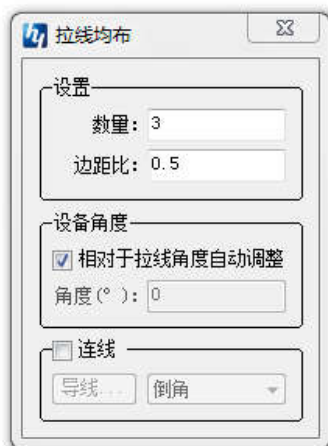 拉线均布
设置
数量: 3
边距比: 0.5
设备角度
相对于拉线角度自动调整
角度(°): 0
连线
导线... 倒角